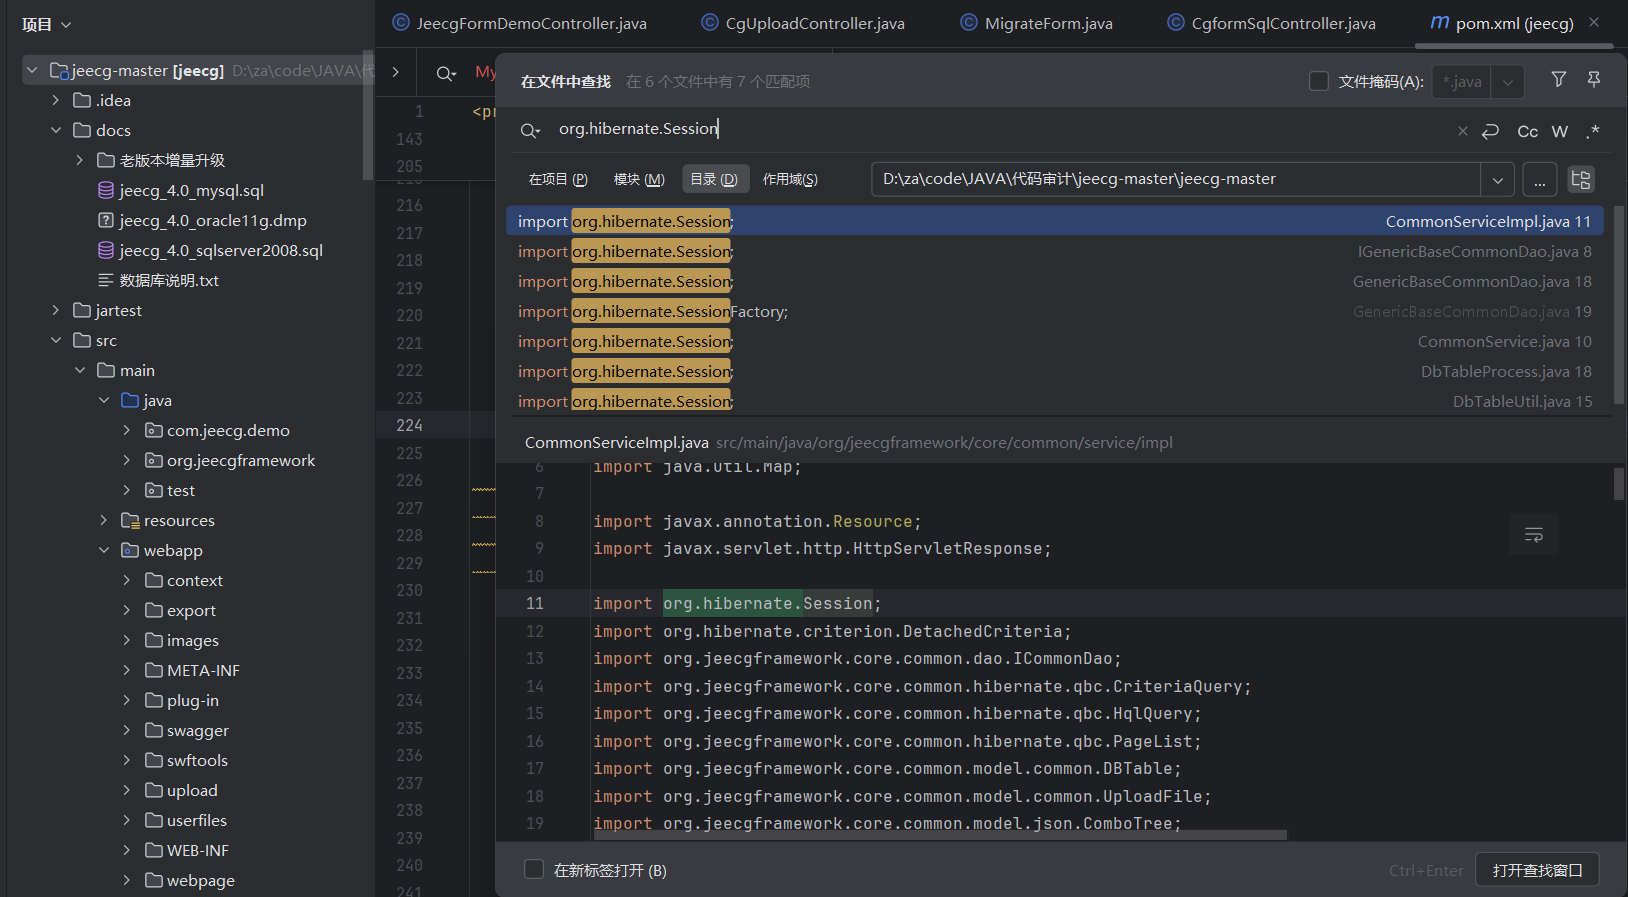 项目
JeecgFormDemoController.java
CgUploadController.java
MigrateForm.java
CgformSqlController.java
pom.xml (jeecg)
jeecg-master [jeecg] D:\za\code\JAVA\代
.idea
docs
老版本增量升级
jeecg_4.0_mysql.sql
jeecg_4.0_oracle11g.dmp
jeecg_4.0_sqlserver2008.sql
数据库说明.txt
jartest
src
main
java
com.jeecg.demo
org.jeecgframework
test
resources
webapp
context
export
images
META-INF
plug-in
swagger
swftools
upload
userfiles
WEB-INF
webpage
My
1 <pr
143
205
216
217
218
219
220
221
222
223
224
225
226
227
228
229
230
231
232
233
234
235
236
237
238
239
240
241
在文件中查找 在 6 个文件中有 7 个匹配项
文件掩码(A): *.java
org.hibernate.Session
Cc W .*
在项目 (P) 模块 (M) 目录 (D) 作用域(S) D:\za\code\JAVA\代码审计\jeecg-master\jeecg-master ...
import org.hibernate.Session; CommonServiceImpl.java 11
import org.hibernate.Session; IGenericBaseCommonDao.java 8
import org.hibernate.Session; GenericBaseCommonDao.java 18
import org.hibernate.SessionFactory; GenericBaseCommonDao.java 19
import org.hibernate.Session; CommonService.java 10
import org.hibernate.Session; DbTableProcess.java 18
import org.hibernate.Session; DbTableUtil.java 15
CommonServiceImpl.java src/main/java/org/jeecgframework/core/common/service/impl
6 import java.util.Map;
7
8 import javax.annotation.Resource;
9 import javax.servlet.http.HttpServletResponse;
10
11 import org.hibernate.Session;
12 import org.hibernate.criterion.DetachedCriteria;
13 import org.jeecgframework.core.common.dao.ICommonDao;
14 import org.jeecgframework.core.common.hibernate.qbc.CriteriaQuery;
15 import org.jeecgframework.core.common.hibernate.qbc.HqlQuery;
16 import org.jeecgframework.core.common.hibernate.qbc.PageList;
17 import org.jeecgframework.core.common.model.common.DBTable;
18 import org.jeecgframework.core.common.model.common.UploadFile;
19 import org.jeecgframework.core.common.model.json.ComboTree;
在新标签打开 (B)
Ctrl+Enter 打开查找窗口